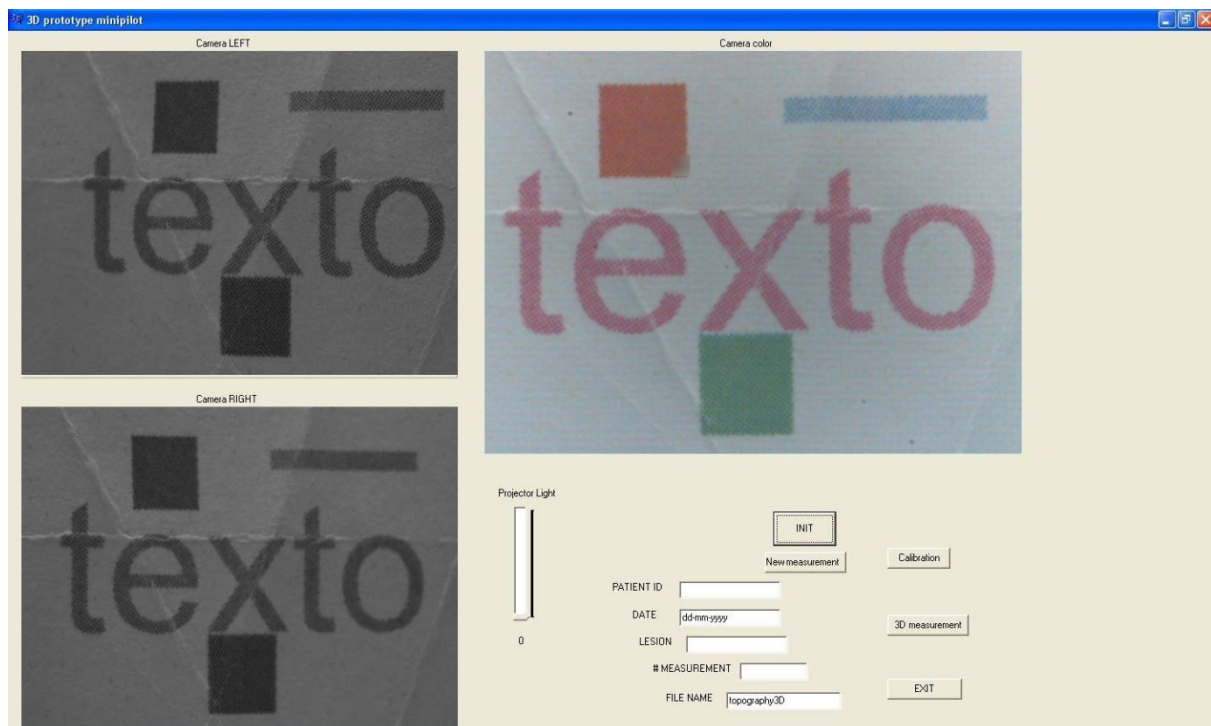 3D prototype minipilot
Camera LEFT
texto
Camera RIGHT
texto
Camera color
texto
Projector Light
0
INIT
New measurement
Calibration
PATIENT ID
DATE dd-mm-yyyy
3D measurement
LESION
# MEASUREMENT
EXIT
FILE NAME topography3D